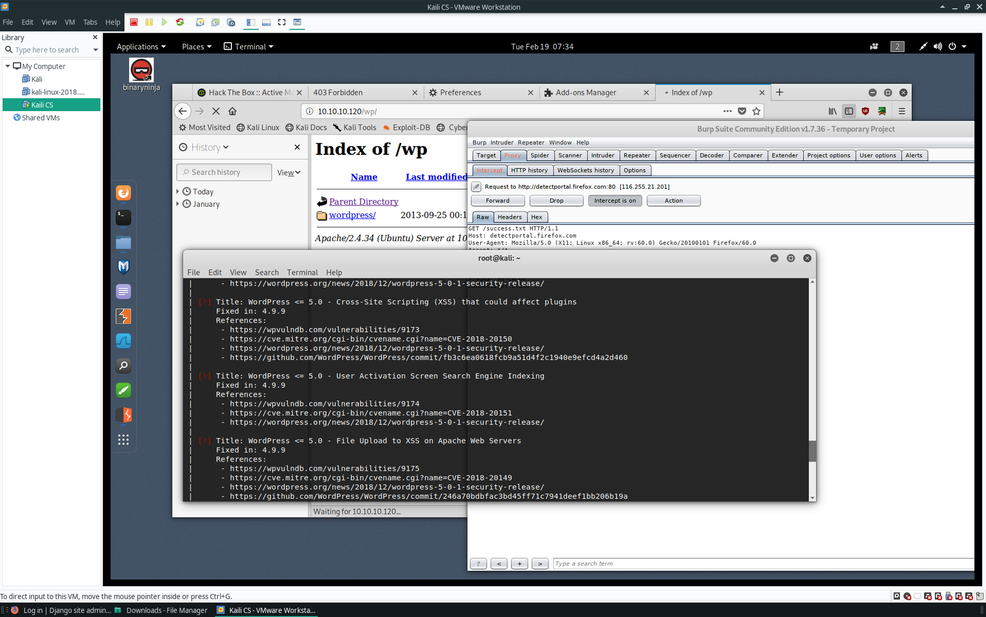 Kaili CS - VMware Workstation
File Edit View VM Tabs Help
Library
Type here to search
My Computer
Kali
kali-linux-2018....
Kaili CS
Shared VMs
Applications Places Terminal Tue Feb 19 07:34 2
binaryninja
Hack The Box :: Active M
403 Forbidden
Preferences
Add-ons Manager
Index of /wp
10.10.10.120/wp/
Most Visited Kali Linux Kali Docs Kali Tools Exploit-DB Cyber
History
Search history View
Today
January
Index of /wp
Name Last modified
Parent Directory
wordpress/ 2013-09-25 00:1
Apache/2.4.34 (Ubuntu) Server at 10
Waiting for 10.10.10.120...
Burp Suite Community Edition v1.7.36 - Temporary Project
Burp Intruder Repeater Window Help
Target Proxy Spider Scanner Intruder Repeater Sequencer Decoder Comparer Extender Project options User options Alerts
Intercept HTTP history WebSockets history Options
Request to http://detectportal.firefox.com:80 [116.255.21.201]
Forward Drop Intercept is on Action
Raw Headers Hex
GET /success.txt HTTP/1.1
Host: detectportal.firefox.com
User-Agent: Mozilla/5.0 (X11; Linux x86_64; rv:60.0) Gecko/20100101 Firefox/60.0
? < + > Type a search term
root@kali: ~
File Edit View Search Terminal Help
| - https://wordpress.org/news/2018/12/wordpress-5-0-1-security-release/
|
| [!] Title: WordPress <= 5.0 - Cross-Site Scripting (XSS) that could affect plugins
| Fixed in: 4.9.9
| References:
| - https://wpvulndb.com/vulnerabilities/9173
| - https://cve.mitre.org/cgi-bin/cvename.cgi?name=CVE-2018-20150
| - https://wordpress.org/news/2018/12/wordpress-5-0-1-security-release/
| - https://github.com/WordPress/WordPress/commit/fb3c6ea0618fcb9a51d4f2c1940e9efcd4a2d460
|
| [!] Title: WordPress <= 5.0 - User Activation Screen Search Engine Indexing
| Fixed in: 4.9.9
| References:
| - https://wpvulndb.com/vulnerabilities/9174
| - https://cve.mitre.org/cgi-bin/cvename.cgi?name=CVE-2018-20151
| - https://wordpress.org/news/2018/12/wordpress-5-0-1-security-release/
|
| [!] Title: WordPress <= 5.0 - File Upload to XSS on Apache Web Servers
| Fixed in: 4.9.9
| References:
| - https://wpvulndb.com/vulnerabilities/9175
| - https://cve.mitre.org/cgi-bin/cvename.cgi?name=CVE-2018-20149
| - https://wordpress.org/news/2018/12/wordpress-5-0-1-security-release/
| - https://github.com/WordPress/WordPress/commit/246a70bdbfac3bd45ff71c7941deef1bb206b19a
To direct input to this VM, move the mouse pointer inside or press Ctrl+G.
Log in | Django site admin... Downloads - File Manager Kaili CS - VMware Worksta...